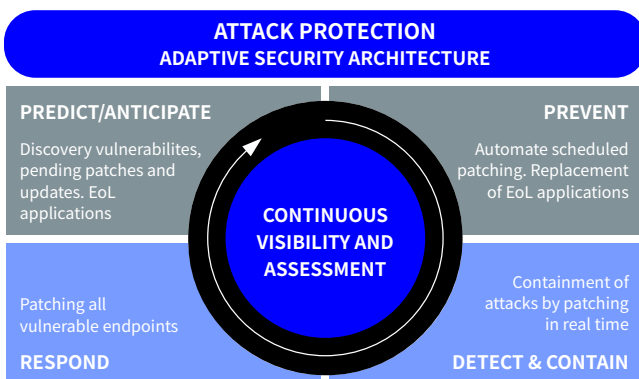 ATTACK PROTECTION
ADAPTIVE SECURITY ARCHITECTURE
PREDICT/ANTICIPATE
Discovery vulnerabilites,
pending patches and
updates. EoL
applications
PREVENT
Automate scheduled
patching. Replacement
of EoL applications
CONTINUOUS
VISIBILITY AND
ASSESSMENT
Patching all
vulnerable endpoints
RESPOND
Containment of
attacks by patching
in real time
DETECT & CONTAIN